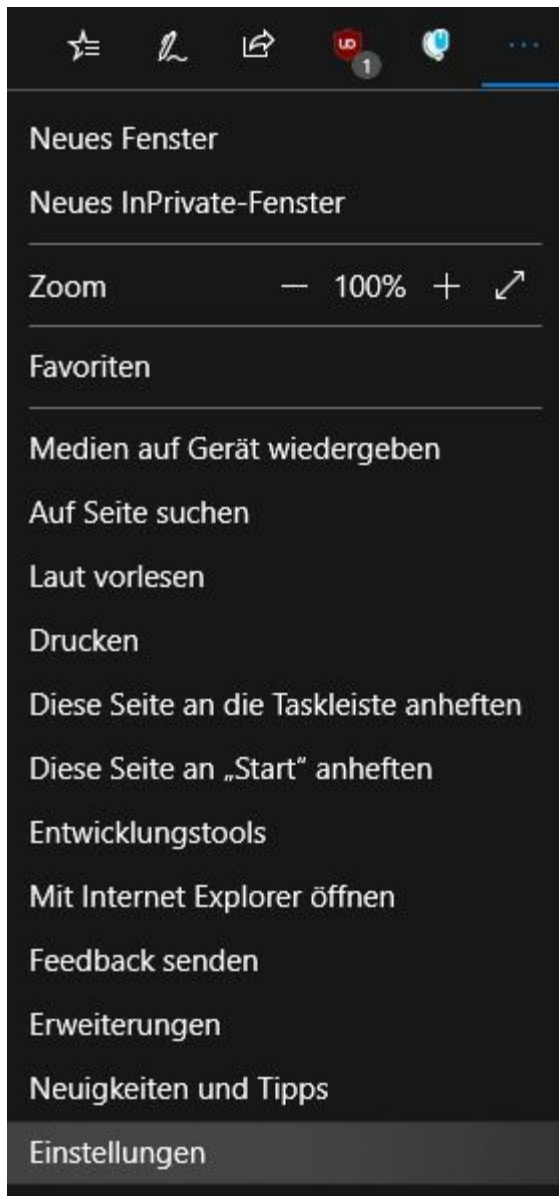 UD
1
Neues Fenster
Neues InPrivate-Fenster
Zoom — 100% +
Favoriten
Medien auf Gerät wiedergeben
Auf Seite suchen
Laut vorlesen
Drucken
Diese Seite an die Taskleiste anheften
Diese Seite an „Start“ anheften
Entwicklungstools
Mit Internet Explorer öffnen
Feedback senden
Erweiterungen
Neuigkeiten und Tipps
Einstellungen